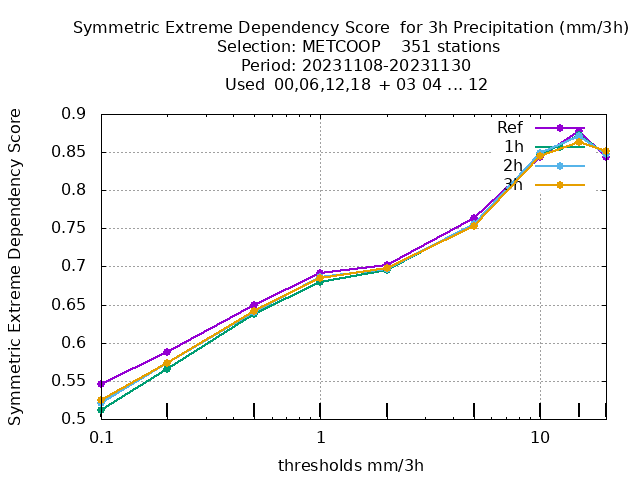 Symmetric Extreme Dependency Score for 3h Precipitation (mm/3h)
Selection: METCOOP 351 stations
Period: 20231108-20231130
Used 00,06,12,18 + 03 04 ... 12
Symmetric Extreme Dependency Score
0.9
0.85
0.8
0.75
0.7
0.65
0.6
0.55
0.5
Ref
1h
2h
3h
0.1
1
10
thresholds mm/3h